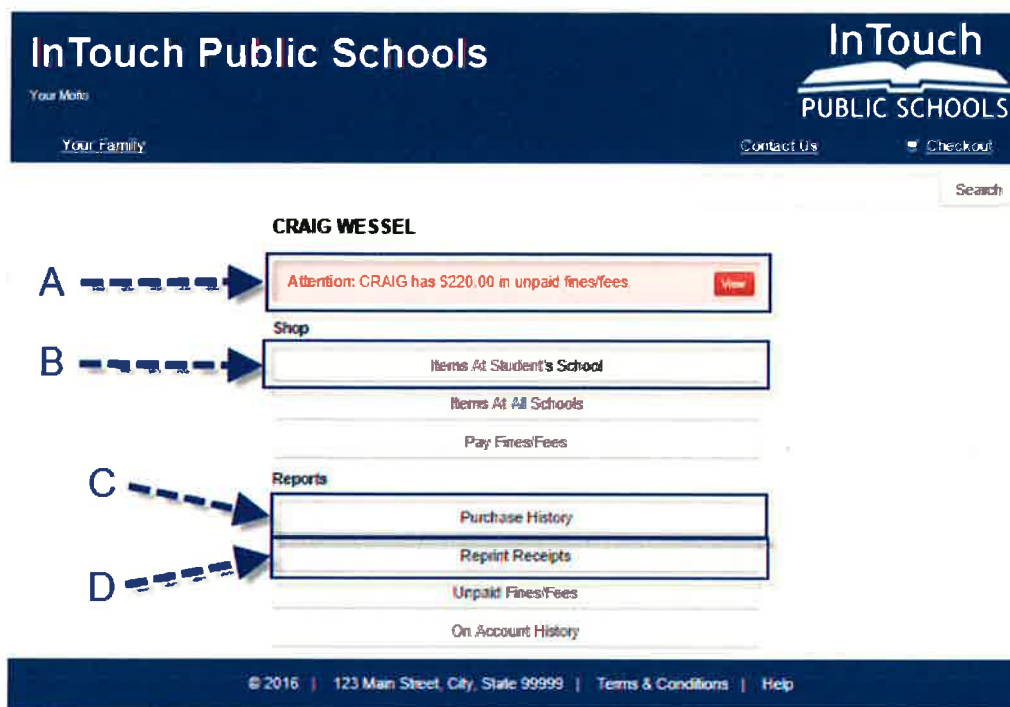 InTouch Public Schools
InTouch
PUBLIC SCHOOLS
Your Motto
Your Family
Contact Us
Checkout
Search
CRAIG WESSEL
A
Attention: CRAIG has $220.00 in unpaid fines/fees.
View
Shop
B
Items At Student's School
Items At All Schools
Pay Fines/Fees
Reports
C
Purchase History
D
Reprint Receipts
Unpaid Fines/Fees
On Account History
© 2016 | 123 Main Street, City, State 99999 | Terms & Conditions | Help